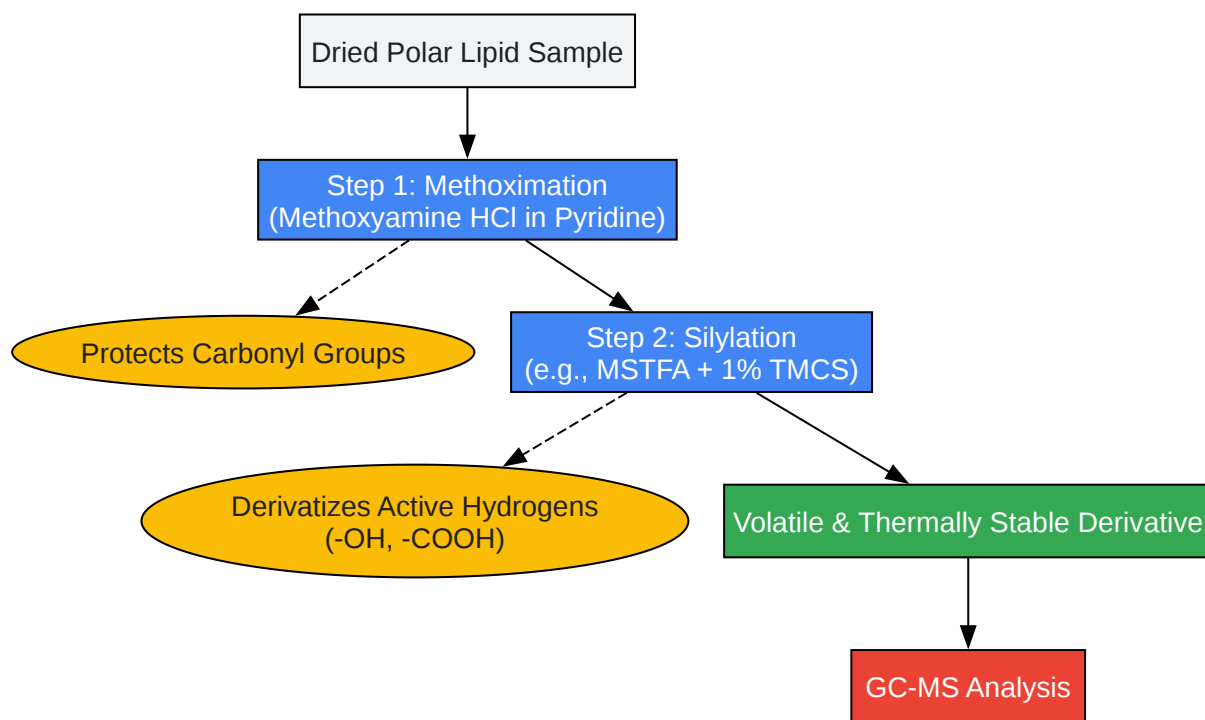 Dried Polar Lipid Sample
Step 1: Methoximation
(Methoxyamine HCl in Pyridine)
Protects Carbonyl Groups
Step 2: Silylation
(e.g., MSTFA + 1% TMCS)
Derivatizes Active Hydrogens
(-OH, -COOH)
Volatile & Thermally Stable Derivative
GC-MS Analysis